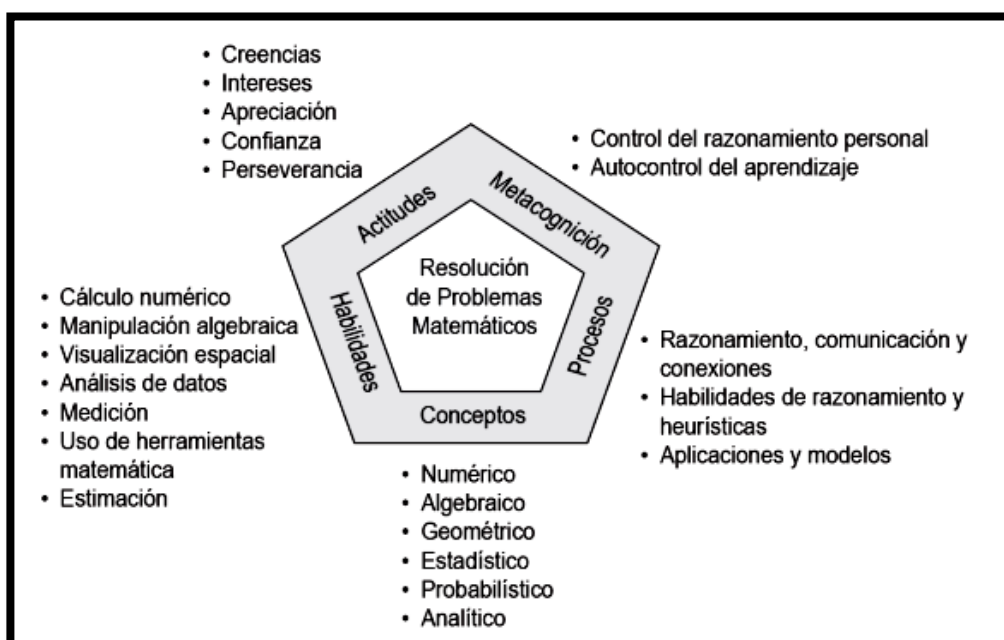 • Creencias
• Intereses
• Apreciación
• Confianza
• Perseverancia
• Control del razonamiento personal
• Autocontrol del aprendizaje
Actitudes
Metacognición
Resolución
de Problemas
Matemáticos
Habilidades
Procesos
Conceptos
• Cálculo numérico
• Manipulación algebraica
• Visualización espacial
• Análisis de datos
• Medición
• Uso de herramientas
matemática
• Estimación
• Razonamiento, comunicación y
conexiones
• Habilidades de razonamiento y
heurísticas
• Aplicaciones y modelos
• Numérico
• Algebraico
• Geométrico
• Estadístico
• Probabilístico
• Analítico